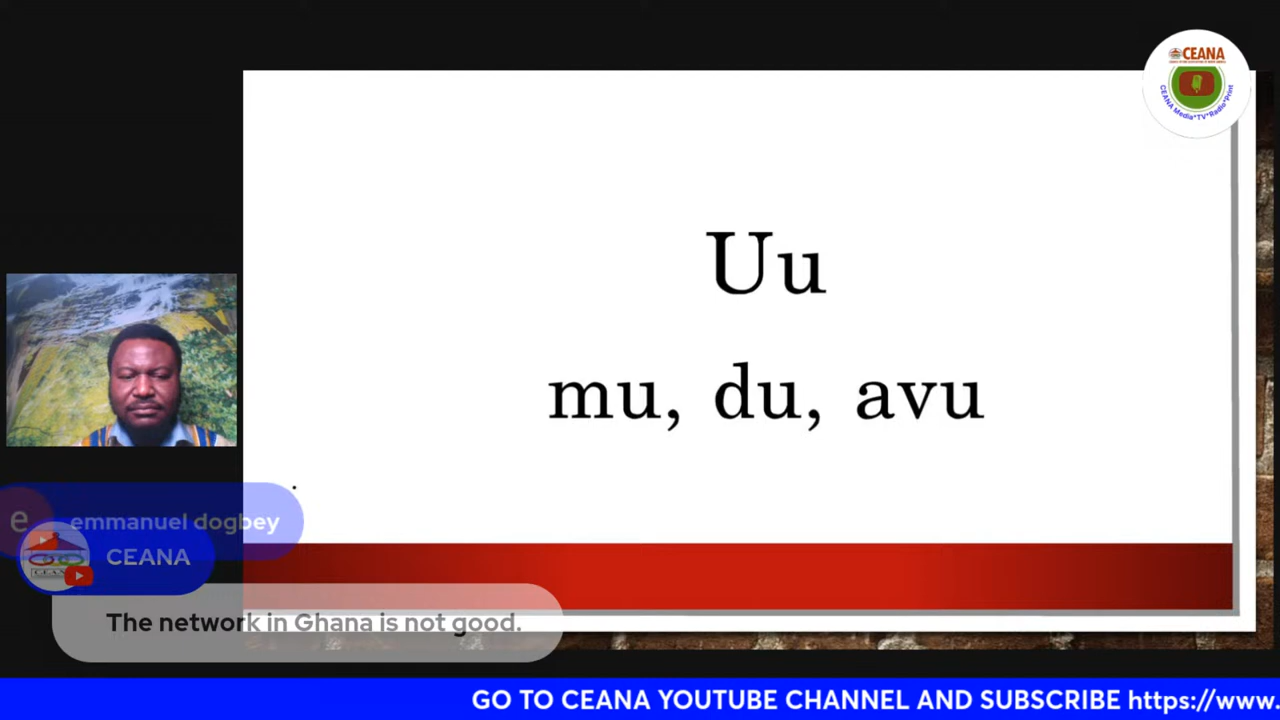 CEANA
CEANA Media*TV*Radio*Print
Uu
mu, du, avu
e emmanuel dogbey
CEANA
The network in Ghana is not good.
GO TO CEANA YOUTUBE CHANNEL AND SUBSCRIBE https://www.